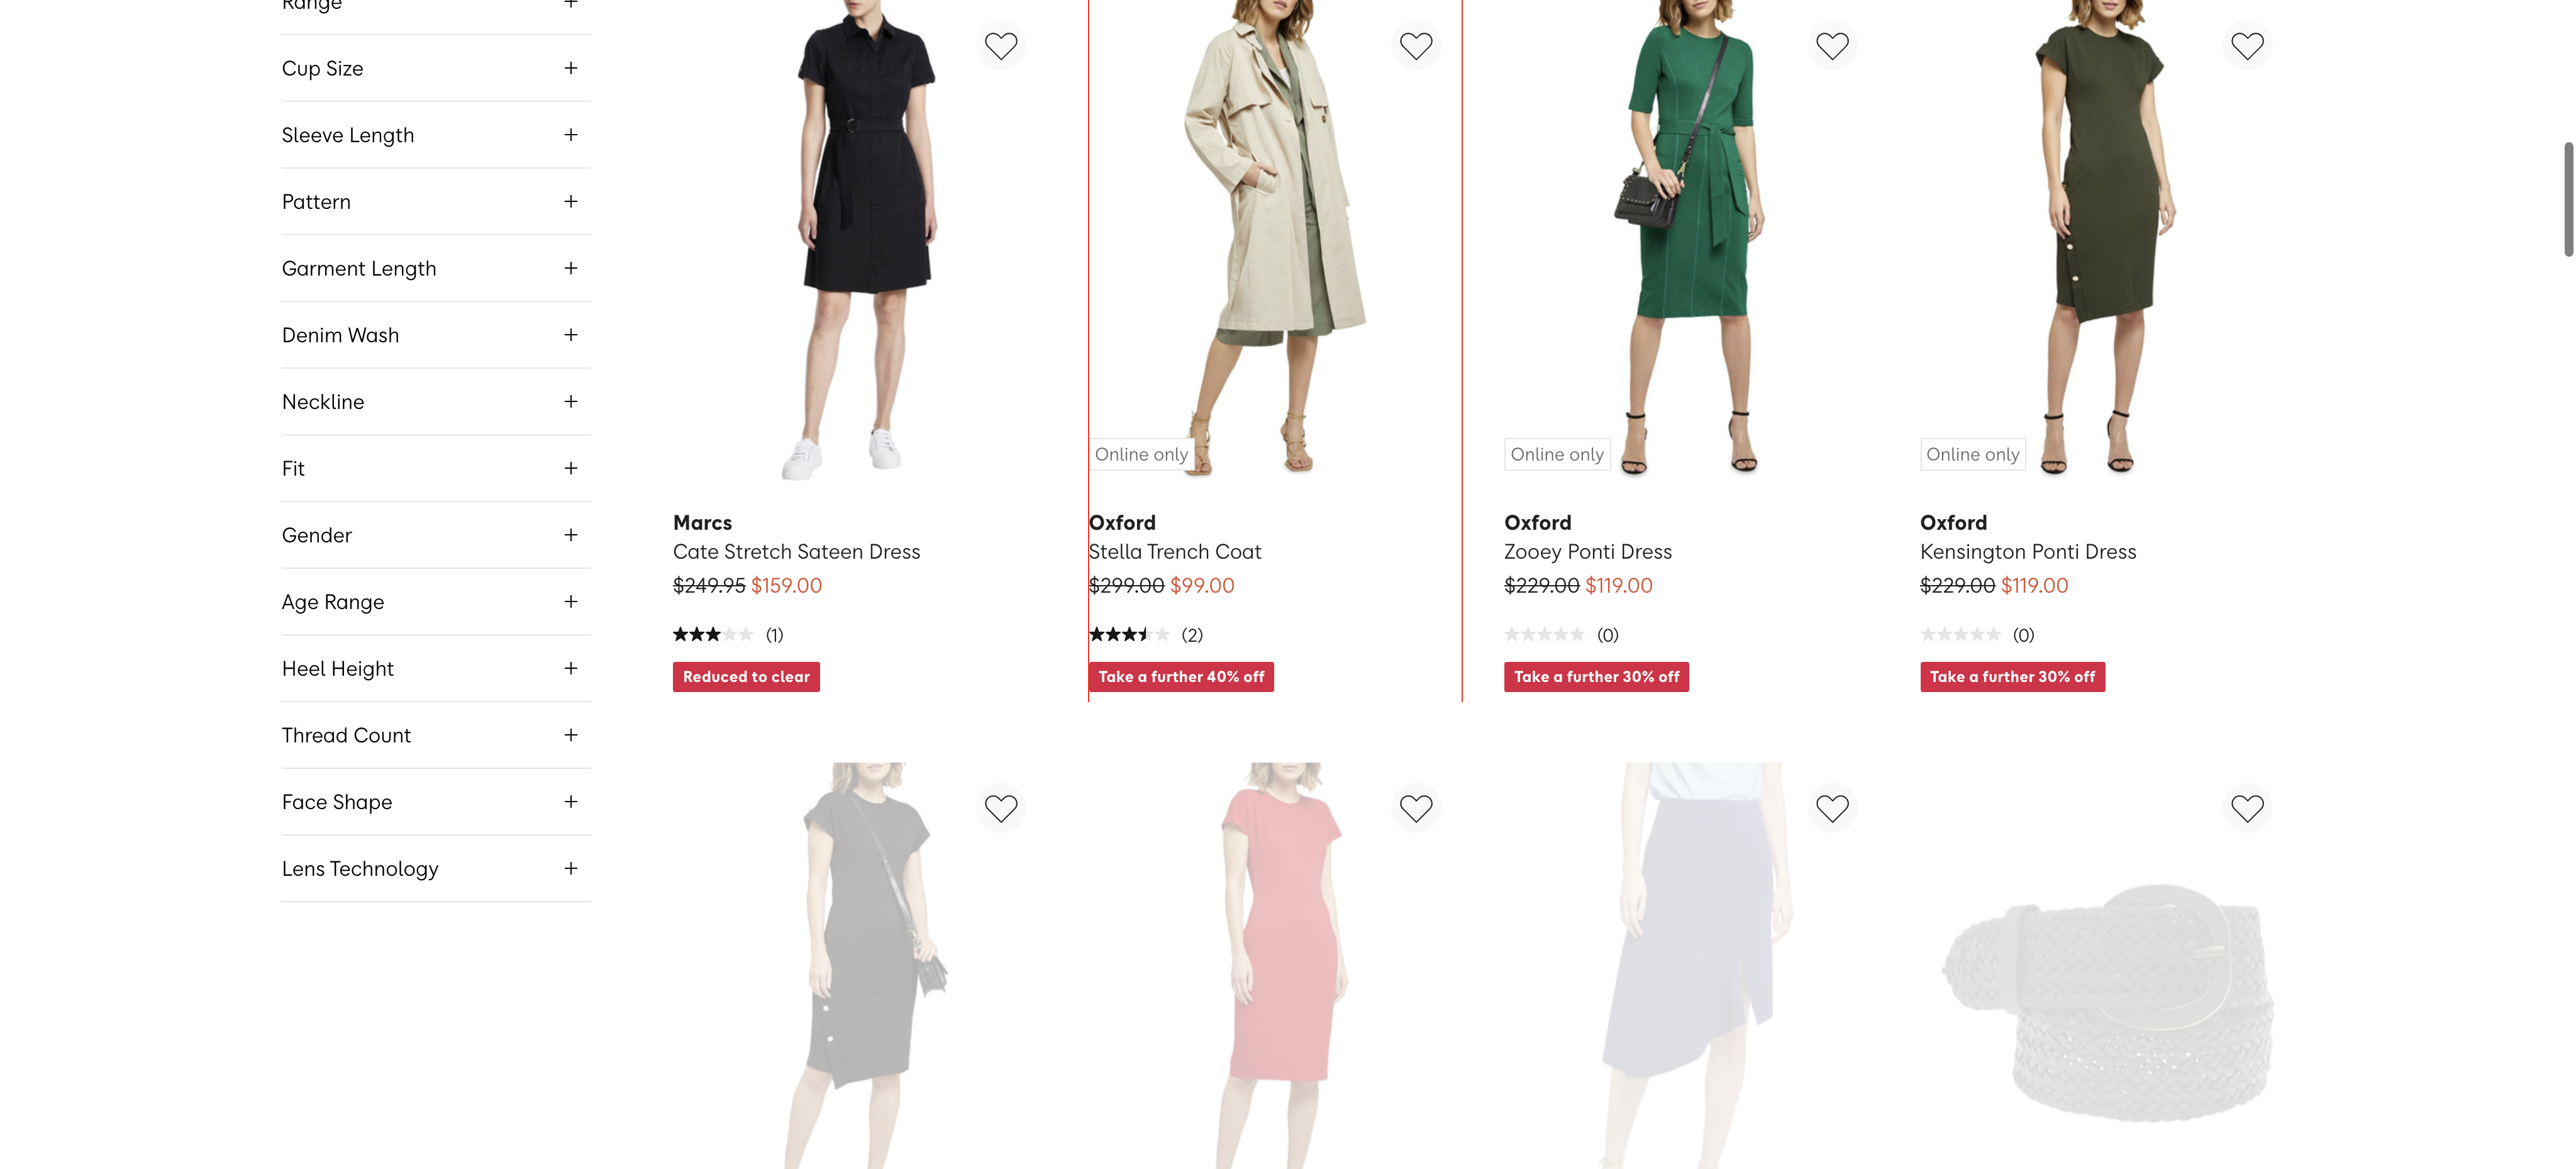 Range
Cup Size
Sleeve Length
Pattern
Garment Length
Denim Wash
Neckline
Fit
Gender
Age Range
Heel Height
Thread Count
Face Shape
Lens Technology
Marcs
Cate Stretch Sateen Dress
$249.95 $159.00
(1)
Reduced to clear
Online only
Oxford
Stella Trench Coat
$299.00 $99.00
(2)
Take a further 40% off
Online only
Oxford
Zooey Ponti Dress
$229.00 $119.00
(0)
Take a further 30% off
Online only
Oxford
Kensington Ponti Dress
$229.00 $119.00
(0)
Take a further 30% off